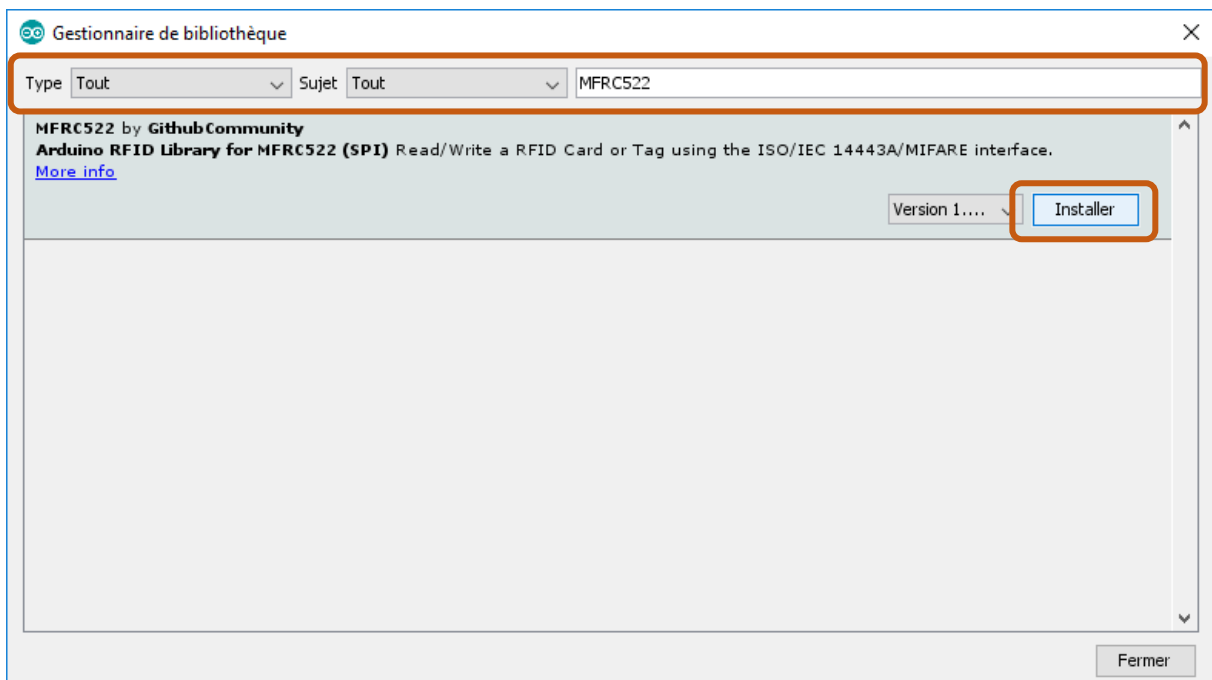 Gestionnaire de bibliothèque
Type Tout Sujet Tout MFRC522
MFRC522 by GithubCommunity
Arduino RFID Library for MFRC522 (SPI) Read/Write a RFID Card or Tag using the ISO/IEC 14443A/MIFARE interface.
More info
Version 1.... Installer
Fermer